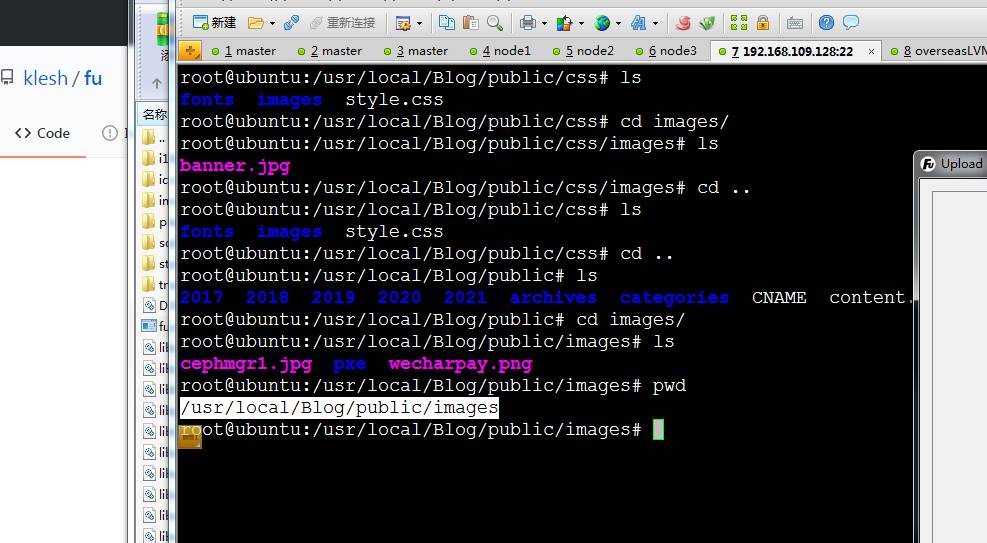 klesh / fu
Code
名称
..
新建
重新连接
1 master
2 master
3 master
4 node1
5 node2
6 node3
7 192.168.109.128:22
8 overseasLVM
root@ubuntu:/usr/local/Blog/public/css# ls
fonts images style.css
root@ubuntu:/usr/local/Blog/public/css# cd images/
root@ubuntu:/usr/local/Blog/public/css/images# ls
banner.jpg
root@ubuntu:/usr/local/Blog/public/css/images# cd ..
root@ubuntu:/usr/local/Blog/public/css# ls
fonts images style.css
root@ubuntu:/usr/local/Blog/public/css# cd ..
root@ubuntu:/usr/local/Blog/public# ls
2017 2018 2019 2020 2021 archives categories CNAME content.
root@ubuntu:/usr/local/Blog/public# cd images/
root@ubuntu:/usr/local/Blog/public/images# ls
cephmgr1.jpg pxe wecharpay.png
root@ubuntu:/usr/local/Blog/public/images# pwd
/usr/local/Blog/public/images
root@ubuntu:/usr/local/Blog/public/images#
Upload